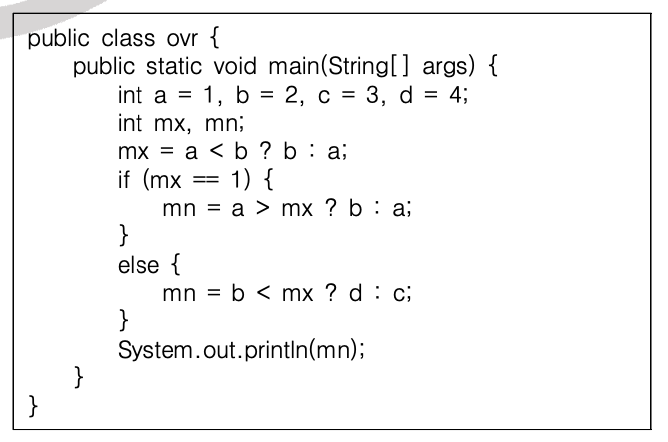 public class ovr {
public static void main(String[] args) {
int a = 1, b = 2, c = 3, d = 4;
int mx, mn;
mx = a < b ? b : a;
if (mx == 1) {
mn = a > mx ? b : a;
}
else {
mn = b < mx ? d : c;
}
System.out.println(mn);
}
}